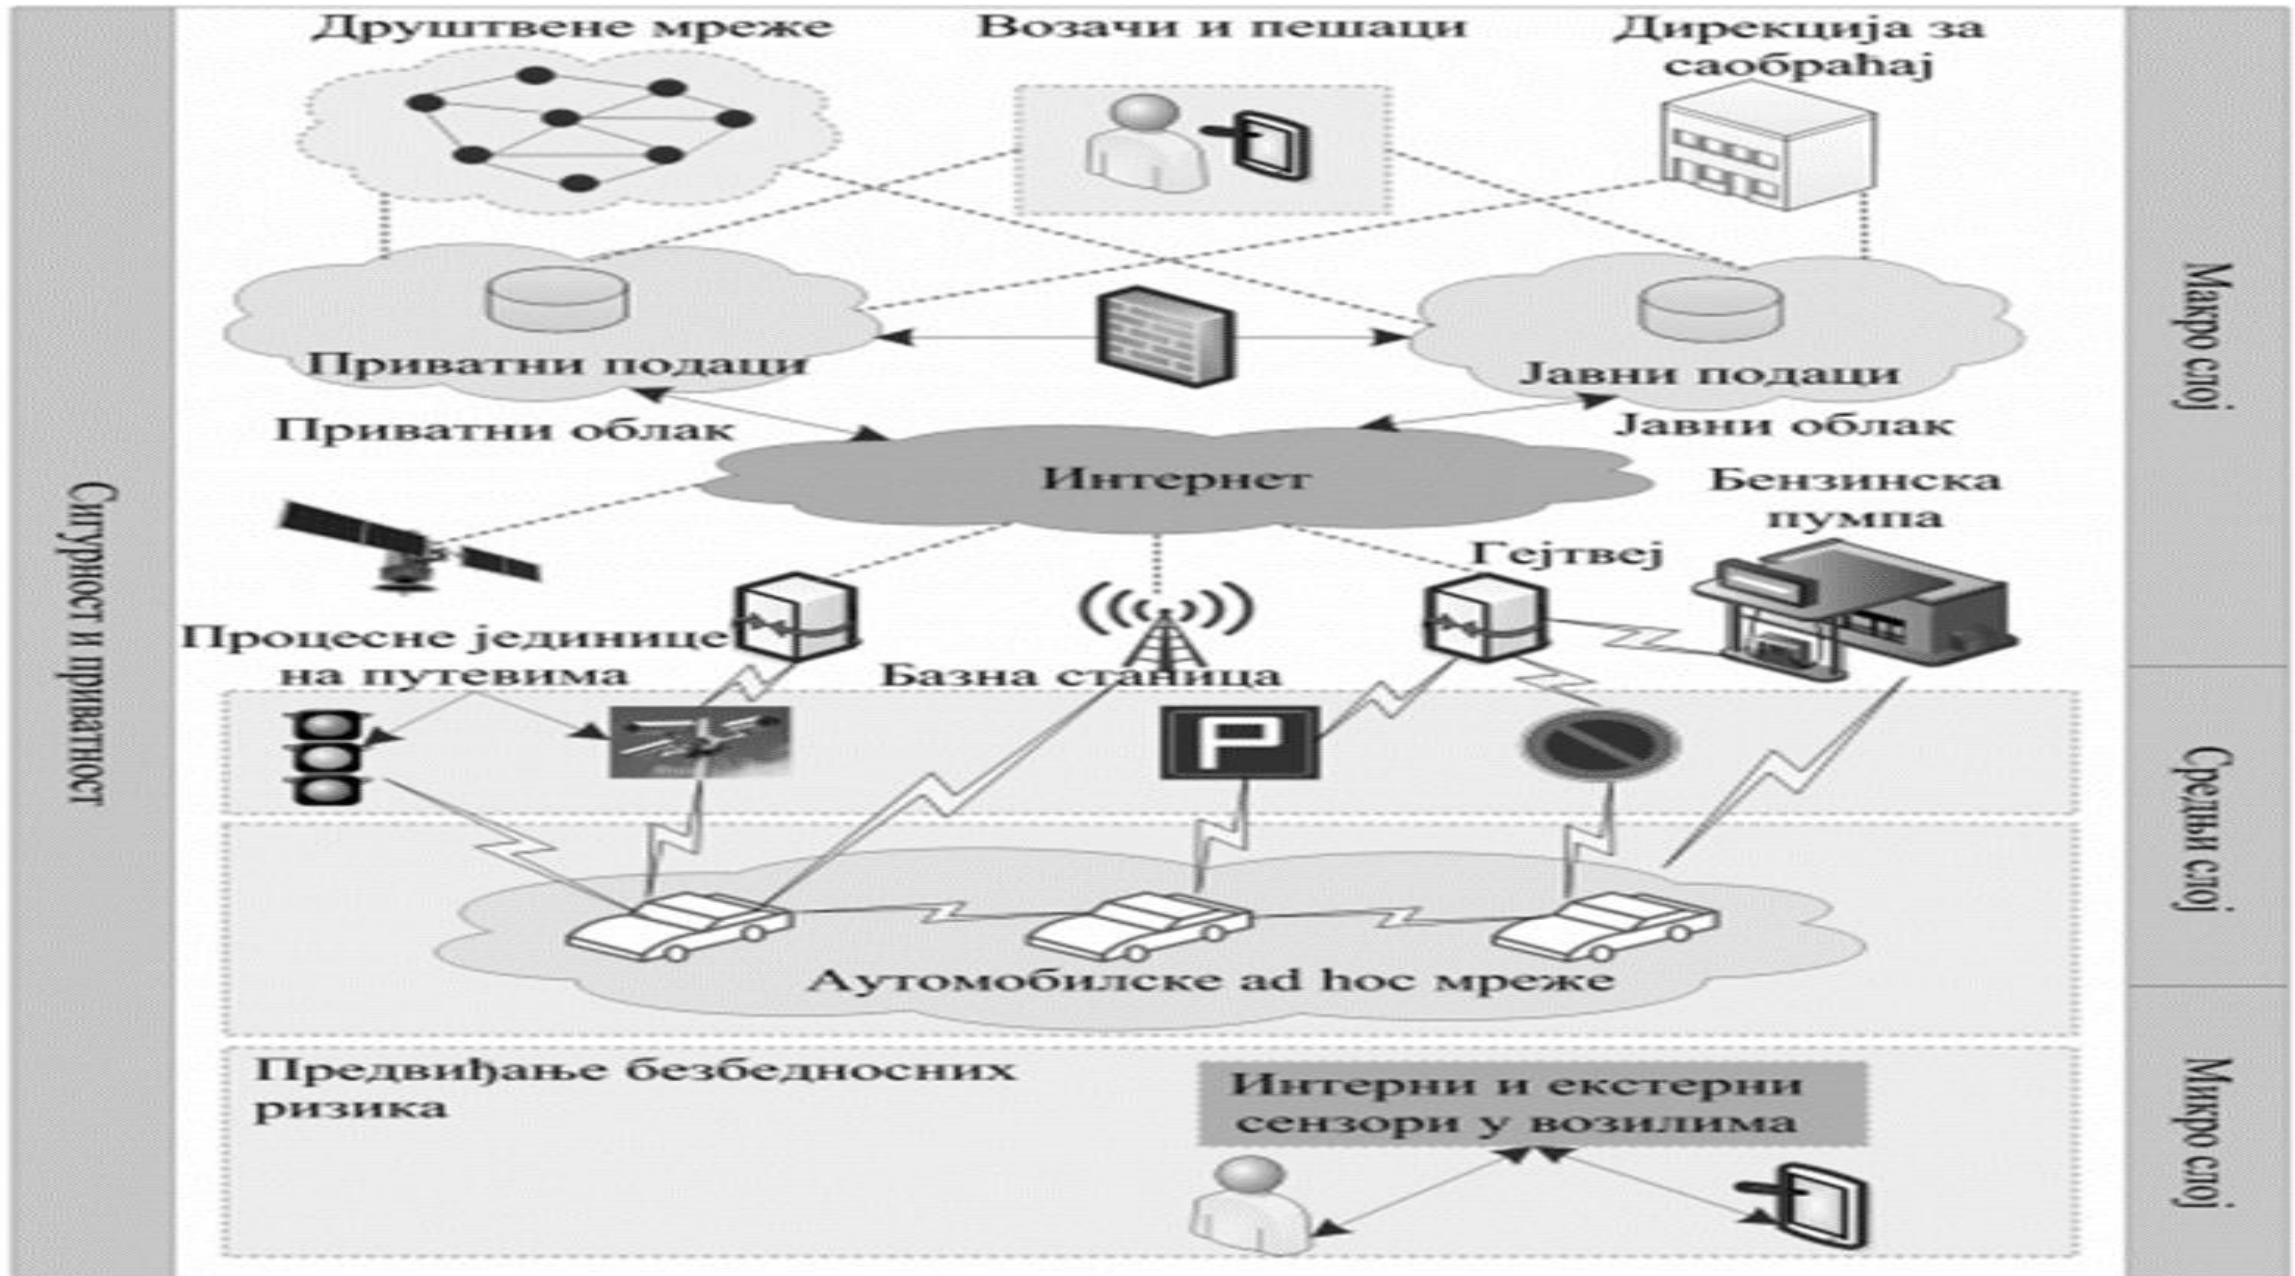 Друштвене мреже
Возачи и пешаци
Дирекција за
саобраћај
Приватни подаци
Јавни подаци
Приватни облак
Јавни облак
Интернет
Бензинска
пумпа
Гејтвеј
Процесне јединице
на путевима
Базна станица
P
Аутомобилске ad hoc мреже
Предвиђање безбедносних
ризика
Интерни и екстерни
сензори у возилима
Сигурност и приватност
Макро слој
Средњи слој
Микро слој